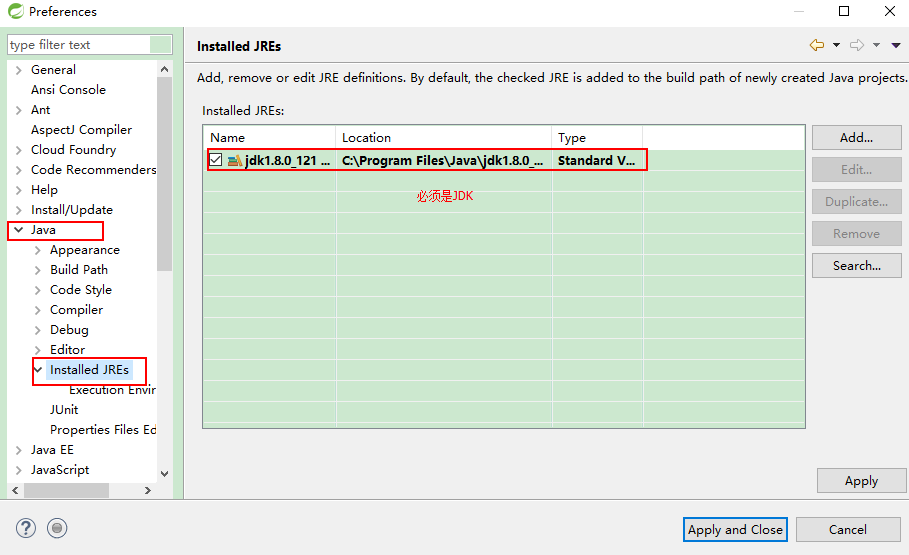 Preferences
type filter text
General
Ansi Console
Ant
AspectJ Compiler
Cloud Foundry
Code Recommenders
Help
Install/Update
Java
Appearance
Build Path
Code Style
Compiler
Debug
Editor
Installed JREs
Execution Envir
JUnit
Properties Files Ed
Java EE
JavaScript
Installed JREs
Add, remove or edit JRE definitions. By default, the checked JRE is added to the build path of newly created Java projects.
Installed JREs:
Name Location Type
jdk1.8.0_121 ... C:\Program Files\Java\jdk1.8.0_... Standard V...
必须是JDK
Add...
Edit...
Duplicate...
Remove
Search...
Apply
Apply and Close
Cancel